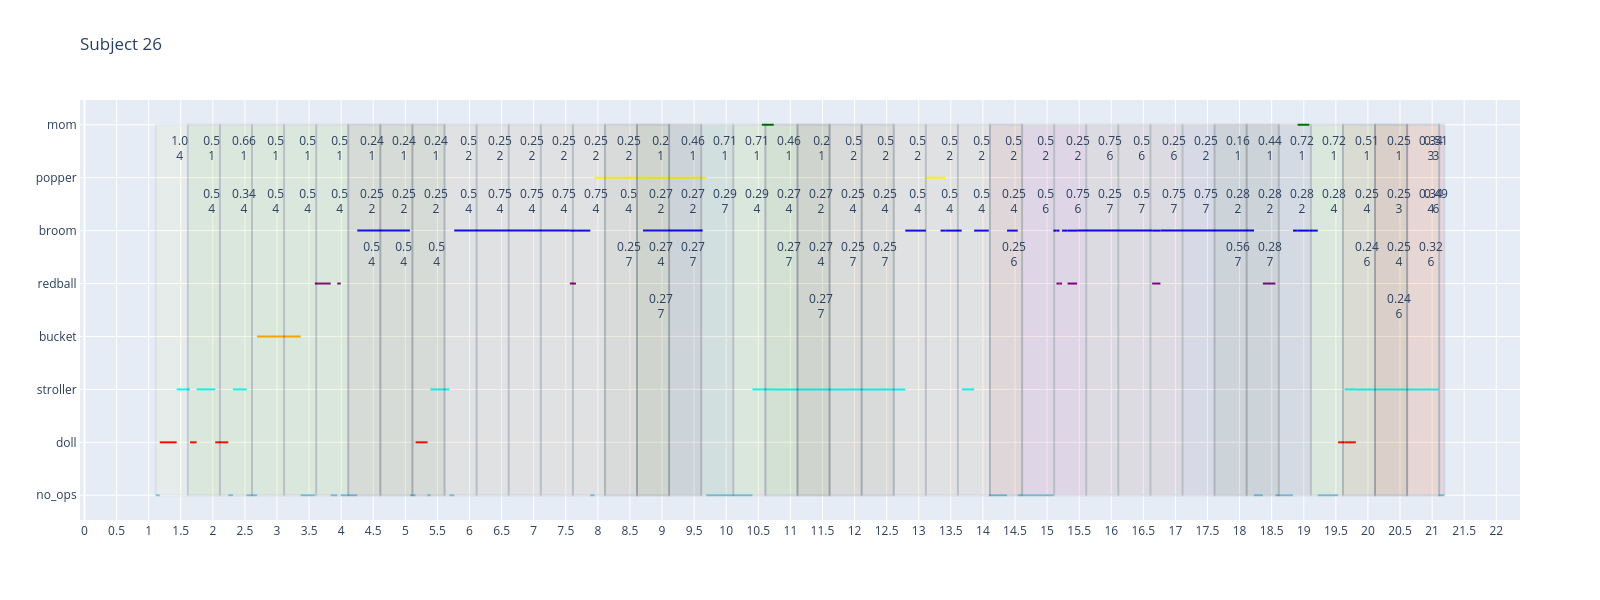 Subject 26
mom
1.0 0.5 0.66 0.5 0.5 0.5 0.24 0.24 0.24 0.5 0.25 0.25 0.25 0.25 0.25 0.2 0.46 0.71 0.71 0.46 0.2 0.5 0.5 0.5 0.5 0.5 0.5 0.5 0.25 0.75 0.5 0.25 0.25 0.16 0.44 0.72 0.72 0.51 0.25
4 1 1 1 1 1 1 1 1 2 2 2 2 2 2 1 1 1 1 1 1 2 2 2 2 2 2 2 2 6 6 6 2 1 1 1 1 1 1
popper
0.5 0.34 0.5 0.5 0.5 0.25 0.25 0.25 0.5 0.75 0.75 0.75 0.75 0.5 0.27 0.27 0.29 0.29 0.27 0.27 0.25 0.25 0.5 0.5 0.5 0.25 0.5 0.75 0.25 0.5 0.75 0.75 0.28 0.28 0.28 0.28 0.25 0.25
4 4 4 4 4 2 2 2 4 4 4 4 4 4 2 2 7 4 4 2 4 4 4 4 4 4 6 6 7 7 7 7 2 2 2 4 4 3
broom
0.5 0.5 0.5 0.25 0.27 0.27 0.27 0.27 0.25 0.25 0.25 0.56 0.28 0.24 0.25 0.32
4 4 4 7 4 7 7 4 7 7 6 7 7 6 4 6
redball
0.27 0.27 0.24
7 7 6
bucket
stroller
doll
no_ops
0 0.5 1 1.5 2 2.5 3 3.5 4 4.5 5 5.5 6 6.5 7 7.5 8 8.5 9 9.5 10 10.5 11 11.5 12 12.5 13 13.5 14 14.5 15 15.5 16 16.5 17 17.5 18 18.5 19 19.5 20 20.5 21 21.5 22